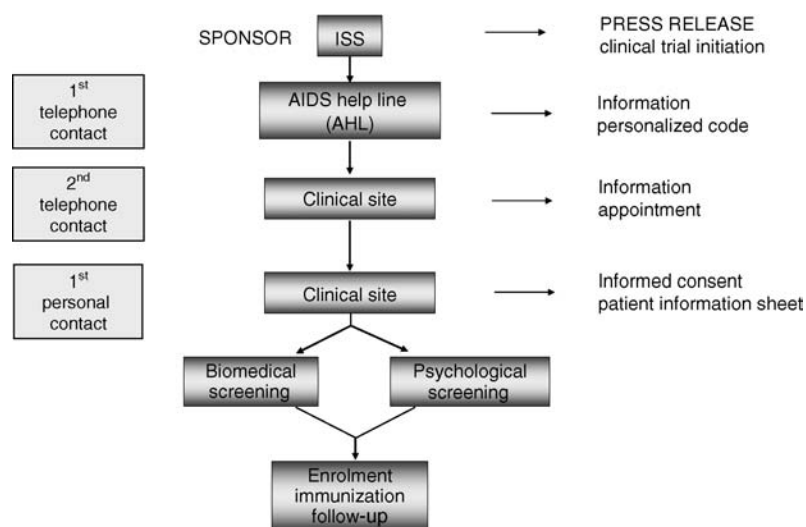 SPONSOR
ISS
PRESS RELEASE
clinical trial initiation
1st
telephone
contact
AIDS help line
(AHL)
Information
personalized code
2nd
telephone
contact
Clinical site
Information
appointment
1st
personal
contact
Clinical site
Informed consent
patient information sheet
Biomedical
screening
Psychological
screening
Enrolment
immunization
follow-up